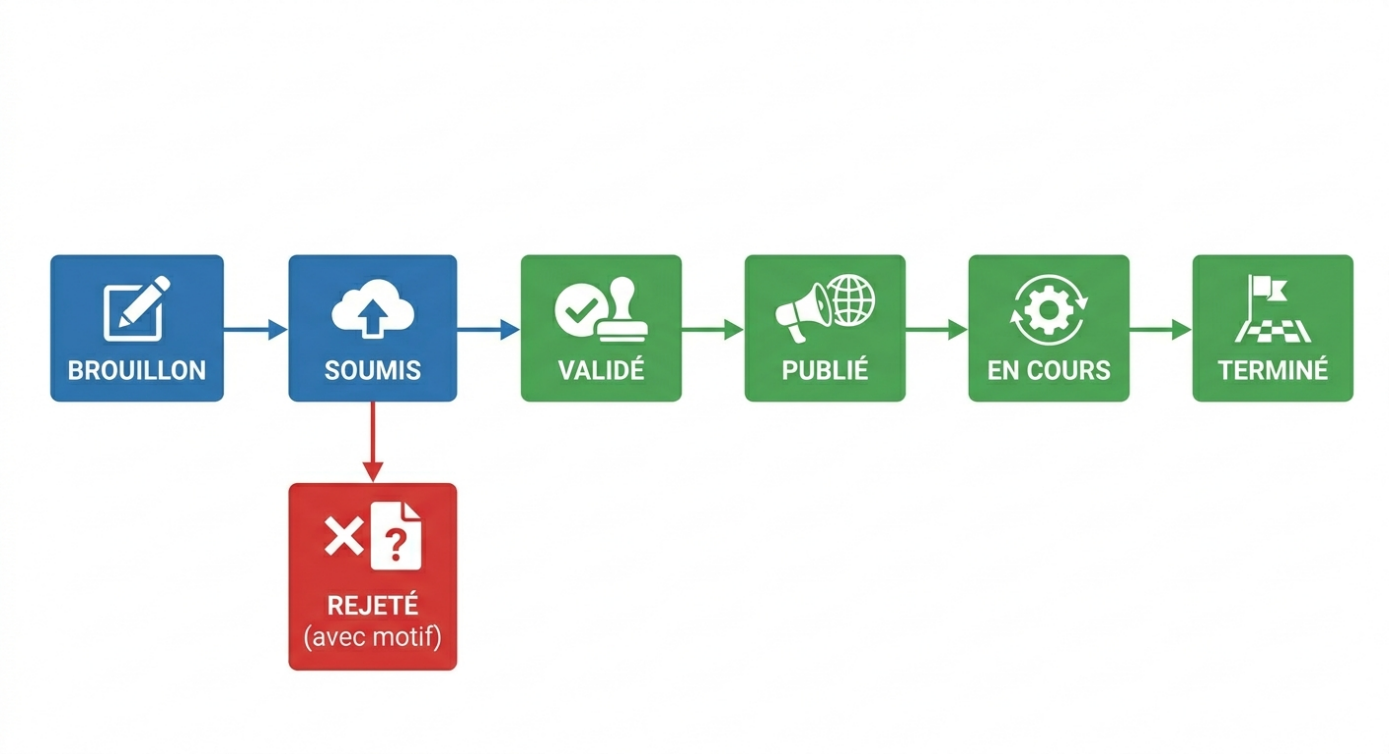 BROUILLON
SOUMIS
VALIDÉ
PUBLIÉ
EN COURS
TERMINÉ
?
REJETÉ
(avec motif)